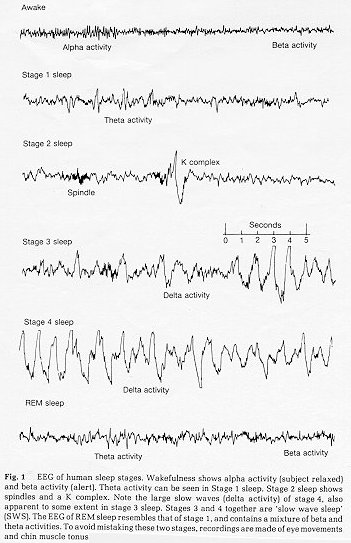 Awake
Alpha activity Beta activity
Stage 1 sleep
Theta activity
Stage 2 sleep
K complex
Spindle
Seconds
0 1 2 3 4 5
Stage 3 sleep
Delta activity
Stage 4 sleep
Delta activity
REM sleep
Theta activity Beta activity
Fig. 1 EEG of human sleep stages. Wakefulness shows alpha activity (subject relaxed)
and beta activity (alert). Theta activity can be seen in Stage 1 sleep. Stage 2 sleep shows
spindles and a K complex. Note the large slow waves (delta activity) of stage 4, also
apparent to some extent in stage 3 sleep. Stages 3 and 4 together are ‘slow wave sleep’
(SWS). The EEG of REM sleep resembles that of stage 1, and contains a mixture of beta and
theta activities. To avoid mistaking these two stages, recordings are made of eye movements
and chin muscle tonus